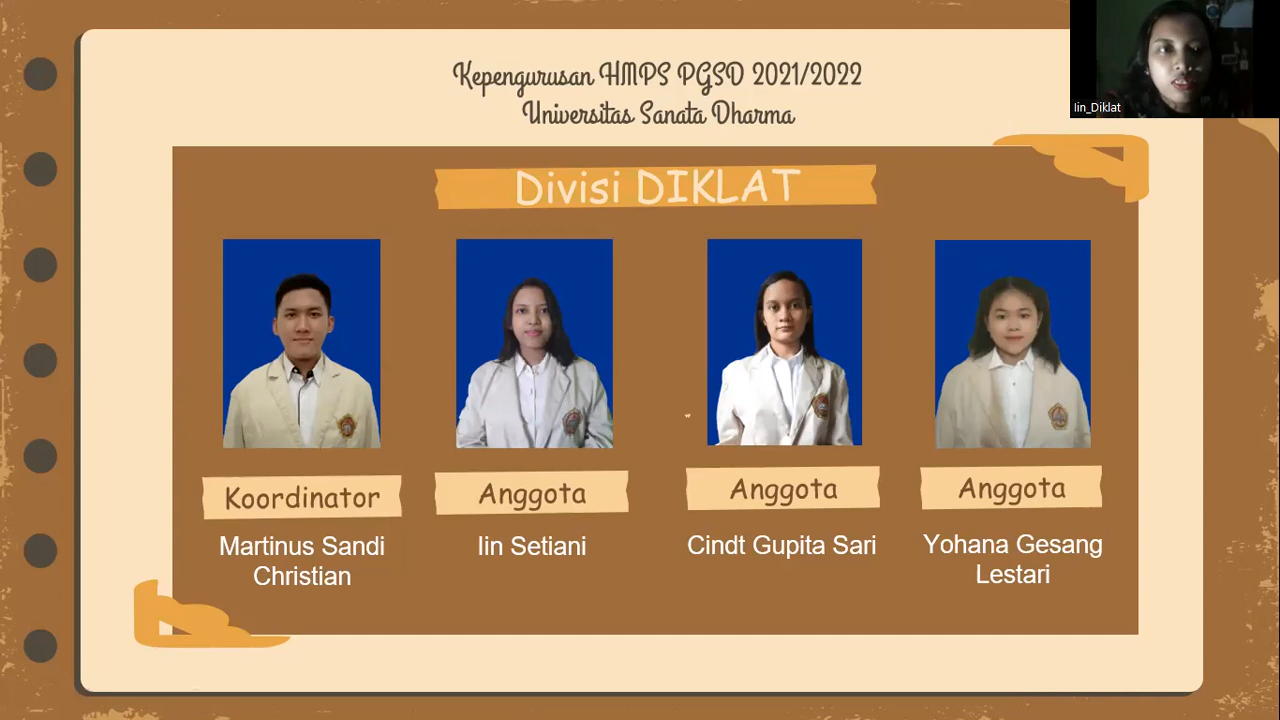 Kepengurusan HMPS PGSD 2021/2022
Universitas Sanata Dharma
Iin_Diklat
Divisi DIKLAT
Koordinator
Anggota
Anggota
Anggota
Martinus Sandi
Christian
Iin Setiani
Cindt Gupita Sari
Yohana Gesang
Lestari